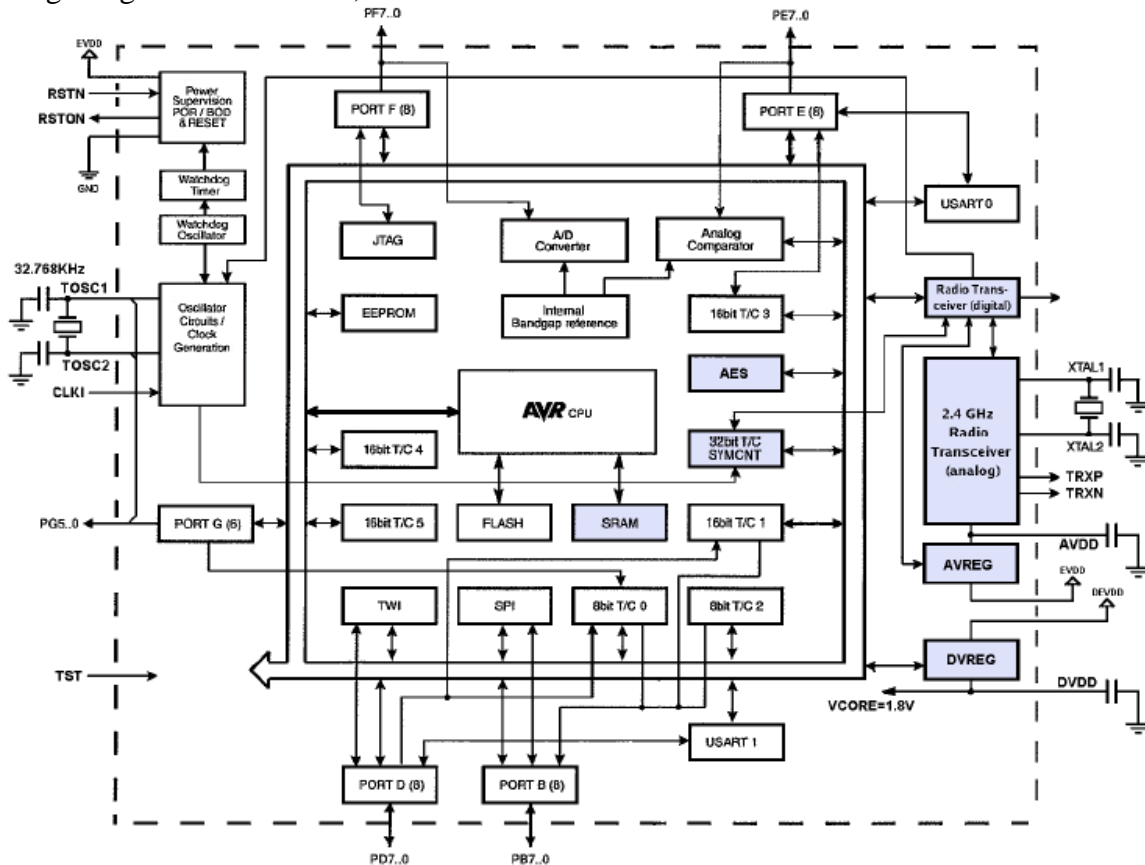 PF7..0
PE7..0
EVDD
RSTN
RSTON
GND
Power
Supervision
POR / BOD
& RESET
PORT F (8)
PORT E (8)
Watchdog
Timer
Watchdog
Oscillator
USART 0
JTAG
A/D
Converter
Analog
Comparator
32.768KHz
TOSC1
TOSC2
CLKI
Oscillator
Circuits /
Clock
Generation
EEPROM
Internal
Bandgap reference
16bit T/C 3
Radio Trans-
ceiver (digital)
AES
AVR CPU
2.4 GHz
Radio
Transceiver
(analog)
XTAL1
XTAL2
TRXP
TRXN
16bit T/C 4
32bit T/C
SYMCNT
PG5..0
PORT G (6)
16bit T/C 5
FLASH
SRAM
16bit T/C 1
AVDD
AVREG
EVDD
DEVDD
TWI
SPI
8bit T/C 0
8bit T/C 2
TST
DVREG
DVDD
VCORE=1.8V
USART 1
PORT D (8)
PORT B (8)
PD7..0
PB7..0